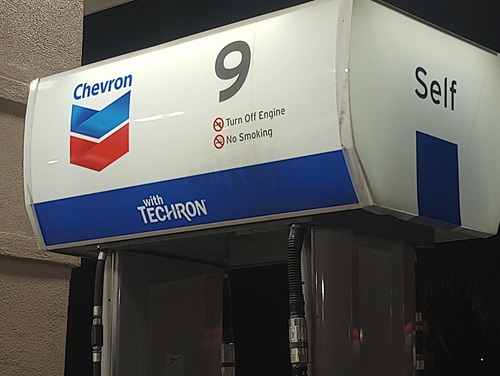 Chevron
9
Turn Off Engine
No Smoking
with
TECHRON
Self